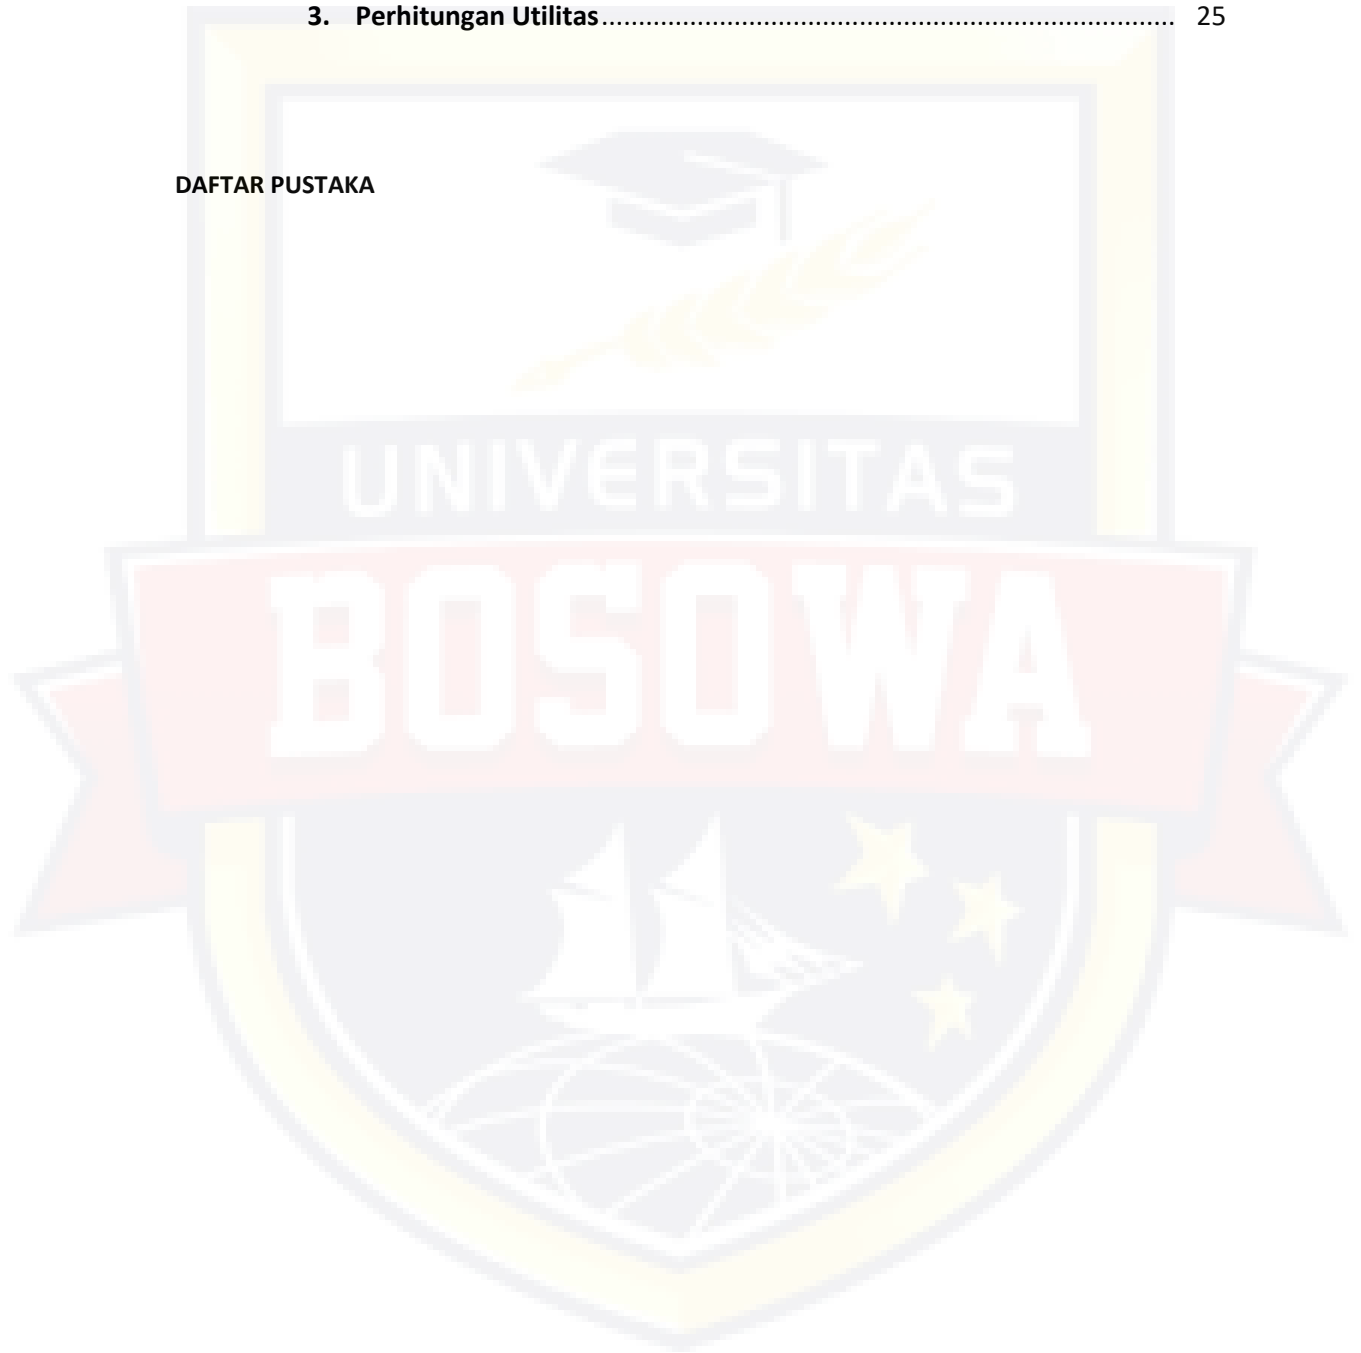 3. Perhitungan Utilitas........................................................................... 25
DAFTAR PUSTAKA
UNIVERSITAS
BOSOWA